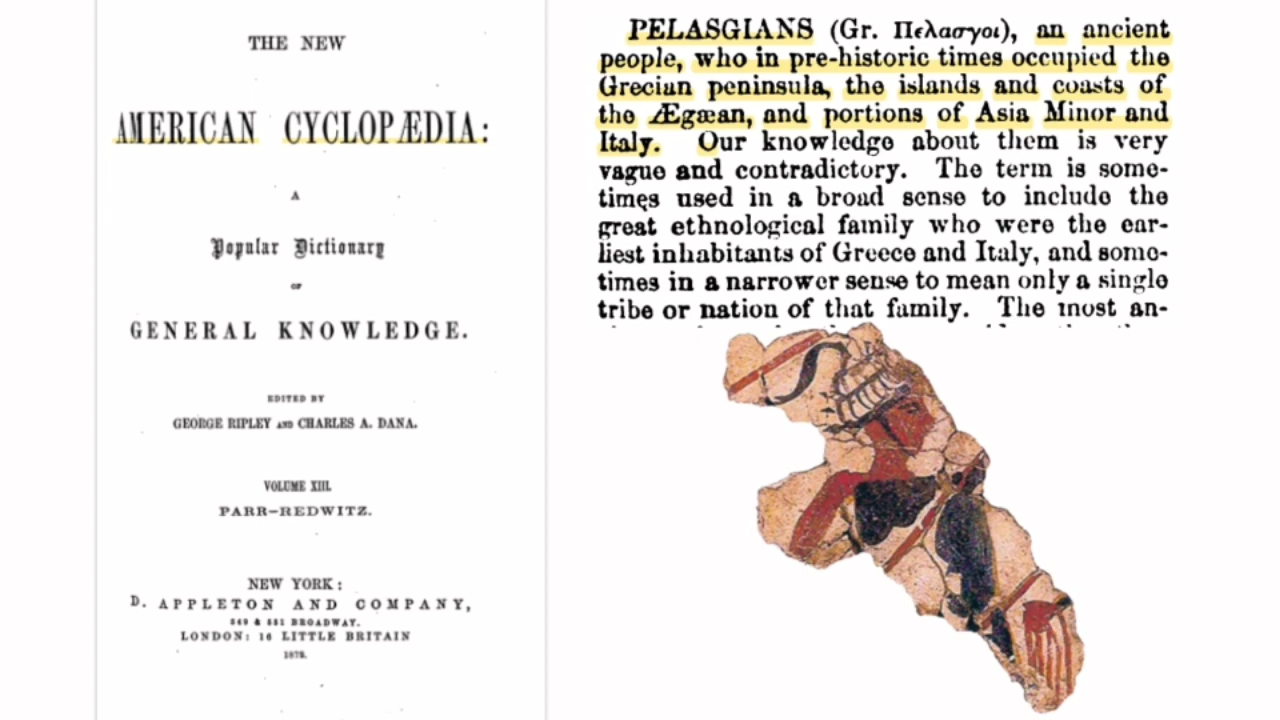 THE NEW
AMERICAN CYCLOPÆDIA:
A
Popular Dictionary
OF
GENERAL KNOWLEDGE.
EDITED BY
GEORGE RIPLEY AND CHARLES A. DANA.
VOLUME XIII.
PARR–REDWITZ.
NEW YORK:
D. APPLETON AND COMPANY,
549 & 551 BROADWAY.
LONDON: 16 LITTLE BRITAIN
PELASGIANS (Gr. Πελασγοι), an ancient
people, who in pre-historic times occupied the
Grecian peninsula, the islands and coasts of
the Ægæan, and portions of Asia Minor and
Italy. Our knowledge about them is very
vague and contradictory. The term is some-
times used in a broad sense to include the
great ethnological family who were the ear-
liest inhabitants of Greece and Italy, and some-
times in a narrower sense to mean only a single
tribe or nation of that family. The most an-